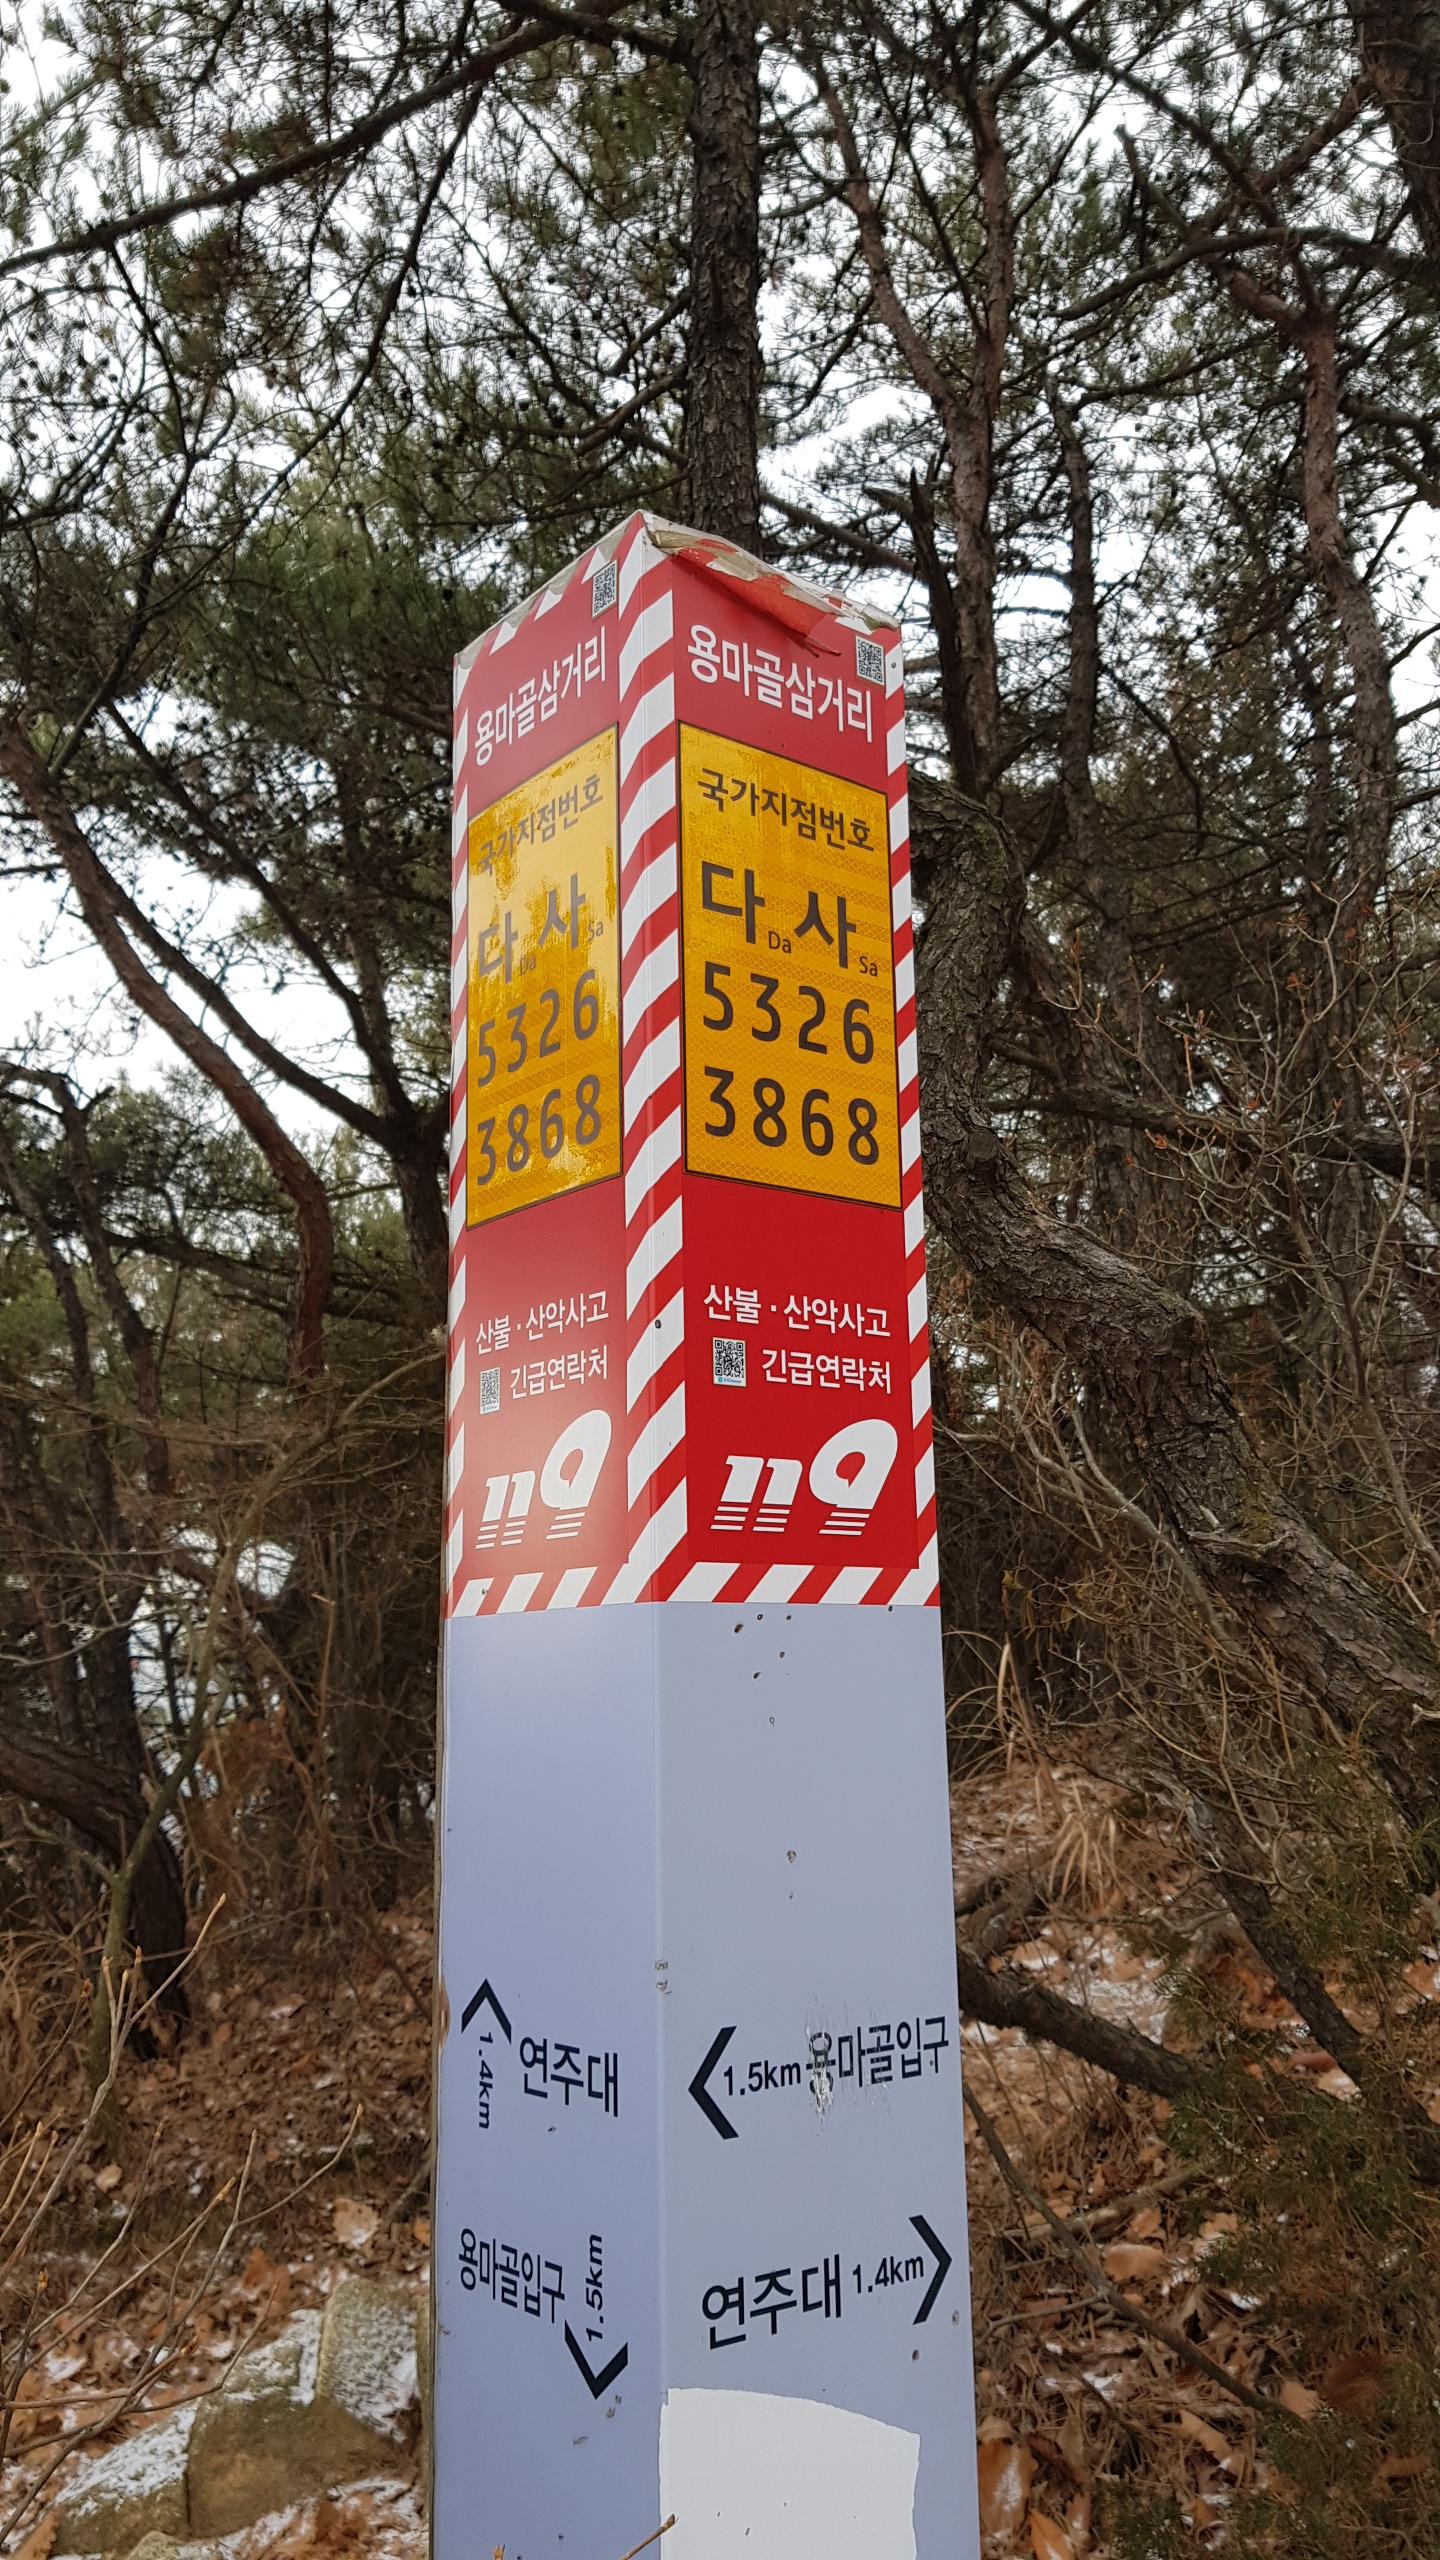 용마골삼거리
국가지점번호
다 사
Da Sa
5326
3868
산불·산악사고
긴급연락처
119
1.4km 연주대
용마골입구 1.5km
용마골삼거리
국가지점번호
다 사
Da Sa
5326
3868
산불·산악사고
긴급연락처
119
1.5km 용마골입구
연주대 1.4km